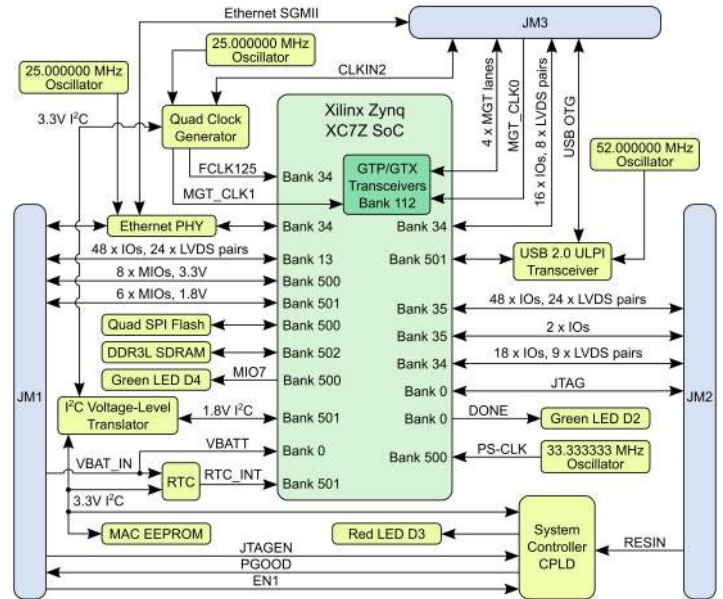 Ethernet SGMII
JM3
25.000000 MHz
Oscillator
25.000000 MHz
Oscillator
CLKIN2
3.3V I²C
Quad Clock
Generator
Xilinx Zynq
XC7Z SoC
4 x MGT lanes
MGT_CLK0
16 x IOs, 8 x LVDS pairs
USB OTG
52.000000 MHz
Oscillator
FCLK125
Bank 34
MGT_CLK1
GTP/GTX
Transceivers
Bank 112
Ethernet PHY
Bank 34
Bank 34
48 x IOs, 24 x LVDS pairs
Bank 13
Bank 501
USB 2.0 ULPI
Transceiver
8 x MIOs, 3.3V
Bank 500
6 x MIOs, 1.8V
Bank 501
Quad SPI Flash
Bank 500
Bank 35
48 x IOs, 24 x LVDS pairs
DDR3L SDRAM
Bank 502
Bank 35
2 x IOs
Green LED D4
MIO7
Bank 500
Bank 34
18 x IOs, 9 x LVDS pairs
JM1
JM2
I²C Voltage-Level
Translator
1.8V I²C
Bank 501
Bank 0
JTAG
Bank 0
DONE
Green LED D2
VBATT
Bank 0
VBAT_IN
RTC
RTC_INT
Bank 501
Bank 500
PS-CLK
33.333333 MHz
Oscillator
3.3V I²C
MAC EEPROM
Red LED D3
System
Controller
CPLD
RESIN
JTAGEN
PGOOD
EN1